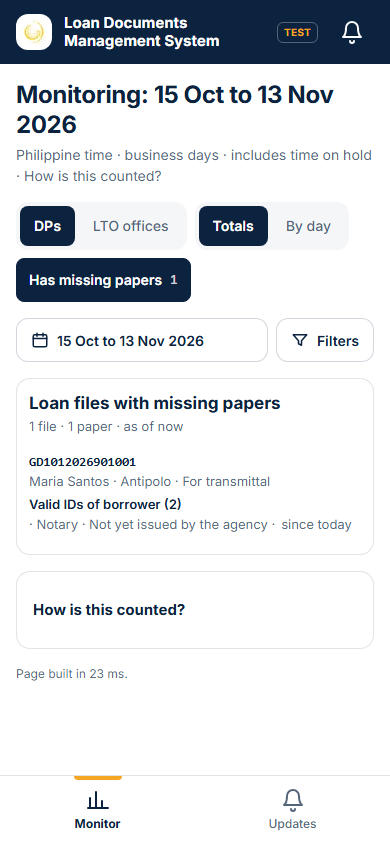 Loan Documents
Management System
TEST
Monitoring: 15 Oct to 13 Nov
2026
Philippine time · business days · includes time on hold
· How is this counted?
DPs
LTO offices
Totals
By day
Has missing papers 1
15 Oct to 13 Nov 2026
Filters
Loan files with missing papers
1 file · 1 paper · as of now
GD1012026901001
Maria Santos · Antipolo · For transmittal
Valid IDs of borrower (2)
· Notary · Not yet issued by the agency · since today
How is this counted?
Page built in 23 ms.
Monitor
Updates